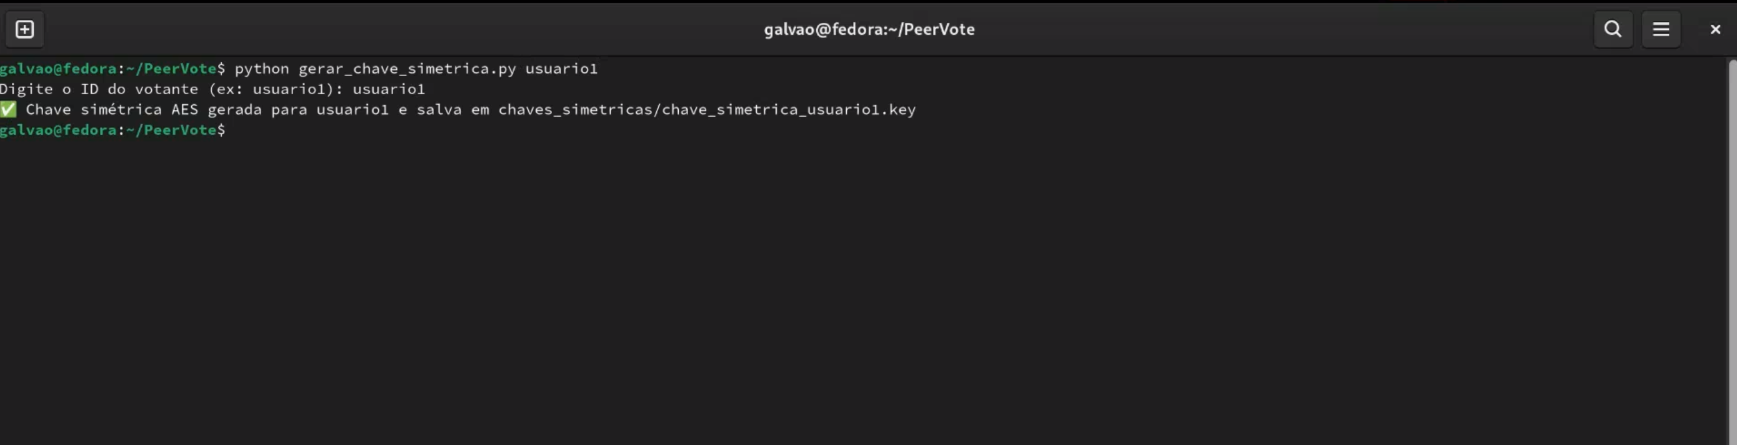 galvao@fedora:~/PeerVote
galvao@fedora:~/PeerVote$ python gerar_chave_simetrica.py usuario1
Digite o ID do votante (ex: usuario1): usuario1
✅ Chave simétrica AES gerada para usuario1 e salva em chaves_simetricas/chave_simetrica_usuario1.key
galvao@fedora:~/PeerVote$